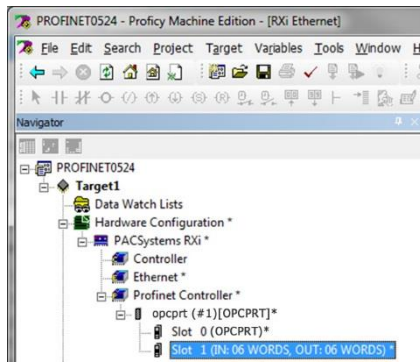 PROFINET0524 - Proficy Machine Edition - [RXi Ethernet]
File Edit Search Project Target Variables Tools Window H
Navigator
PROFINET0524
Target1
Data Watch Lists
Hardware Configuration *
PACSystems RXi *
Controller
Ethernet *
Profinet Controller *
opcprt (#1)[OPCPRT]*
Slot 0 (OPCPRT)*
Slot 1 (IN: 06 WORDS, OUT: 06 WORDS) *